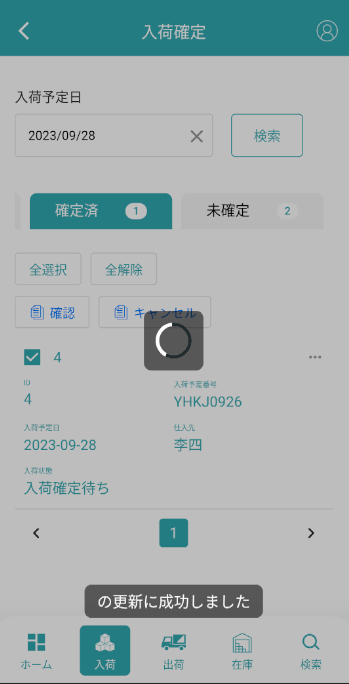 入荷確定
入荷予定日
2023/09/28
検索
確定済 1
未確定 2
全選択
全解除
確認
キャンセル
4
ID
4
入荷予定番号
YHKJ0926
入荷予定日
2023-09-28
仕入先
李四
入荷状態
入荷確定待ち
1
の更新に成功しました
ホーム
入荷
出荷
在庫
検索